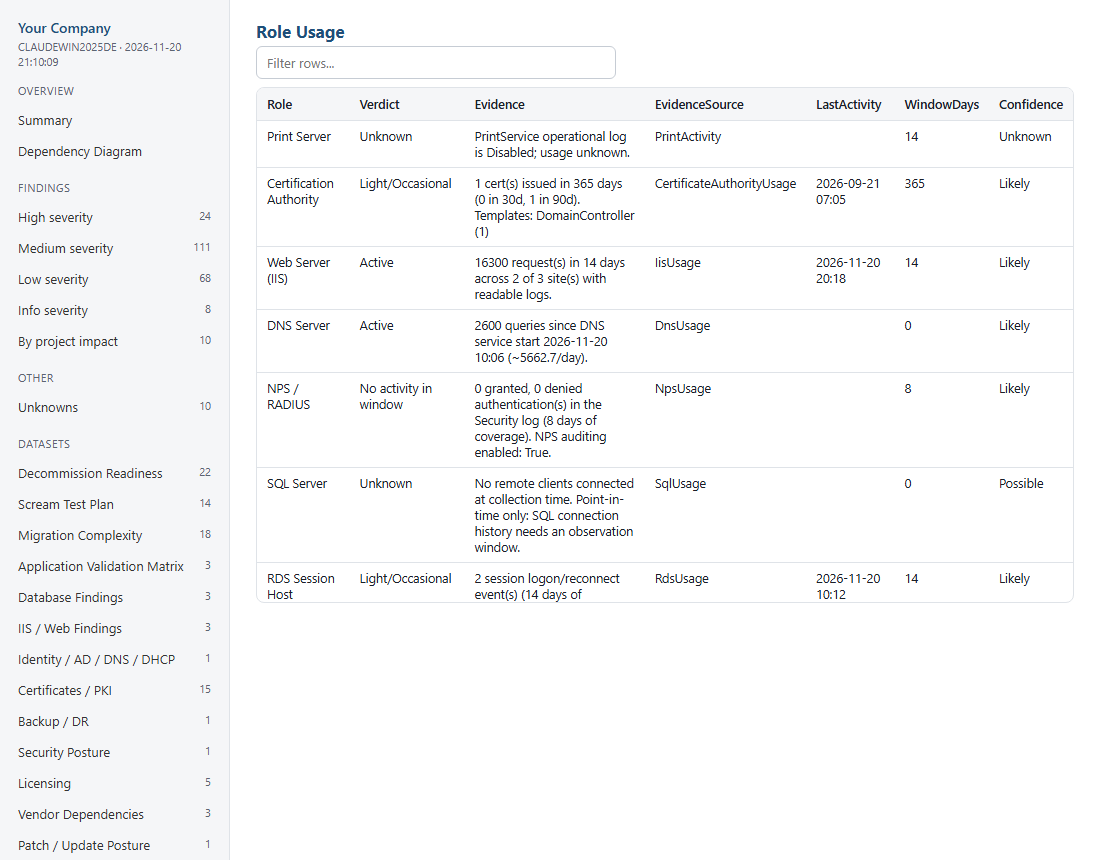 Your Company
CLAUDEWIN2025DE · 2026-11-20
21:10:09
OVERVIEW
Summary
Dependency Diagram
FINDINGS
High severity 24
Medium severity 111
Low severity 68
Info severity 8
By project impact 10
OTHER
Unknowns 10
DATASETS
Decommission Readiness 22
Scream Test Plan 14
Migration Complexity 18
Application Validation Matrix 3
Database Findings 3
IIS / Web Findings 3
Identity / AD / DNS / DHCP 1
Certificates / PKI 15
Backup / DR 1
Security Posture 1
Licensing 5
Vendor Dependencies 3
Patch / Update Posture 1
Role Usage
Filter rows...
Role Verdict Evidence EvidenceSource LastActivity WindowDays Confidence
Print Server Unknown PrintService operational log PrintActivity 14 Unknown
is Disabled; usage unknown.
Certification Light/Occasional 1 cert(s) issued in 365 days CertificateAuthorityUsage 2026-09-21 365 Likely
Authority (0 in 30d, 1 in 90d). 07:05
Templates: DomainController
(1)
Web Server Active 16300 request(s) in 14 days IisUsage 2026-11-20 14 Likely
(IIS) across 2 of 3 site(s) with 20:18
readable logs.
DNS Server Active 2600 queries since DNS DnsUsage 0 Likely
service start 2026-11-20
10:06 (~5662.7/day).
NPS / No activity in 0 granted, 0 denied NpsUsage 8 Likely
RADIUS window authentication(s) in the
Security log (8 days of
coverage). NPS auditing
enabled: True.
SQL Server Unknown No remote clients connected SqlUsage 0 Possible
at collection time. Point-in-
time only: SQL connection
history needs an observation
window.
RDS Session Light/Occasional 2 session logon/reconnect RdsUsage 2026-11-20 14 Likely
Host event(s) (14 days of 10:12